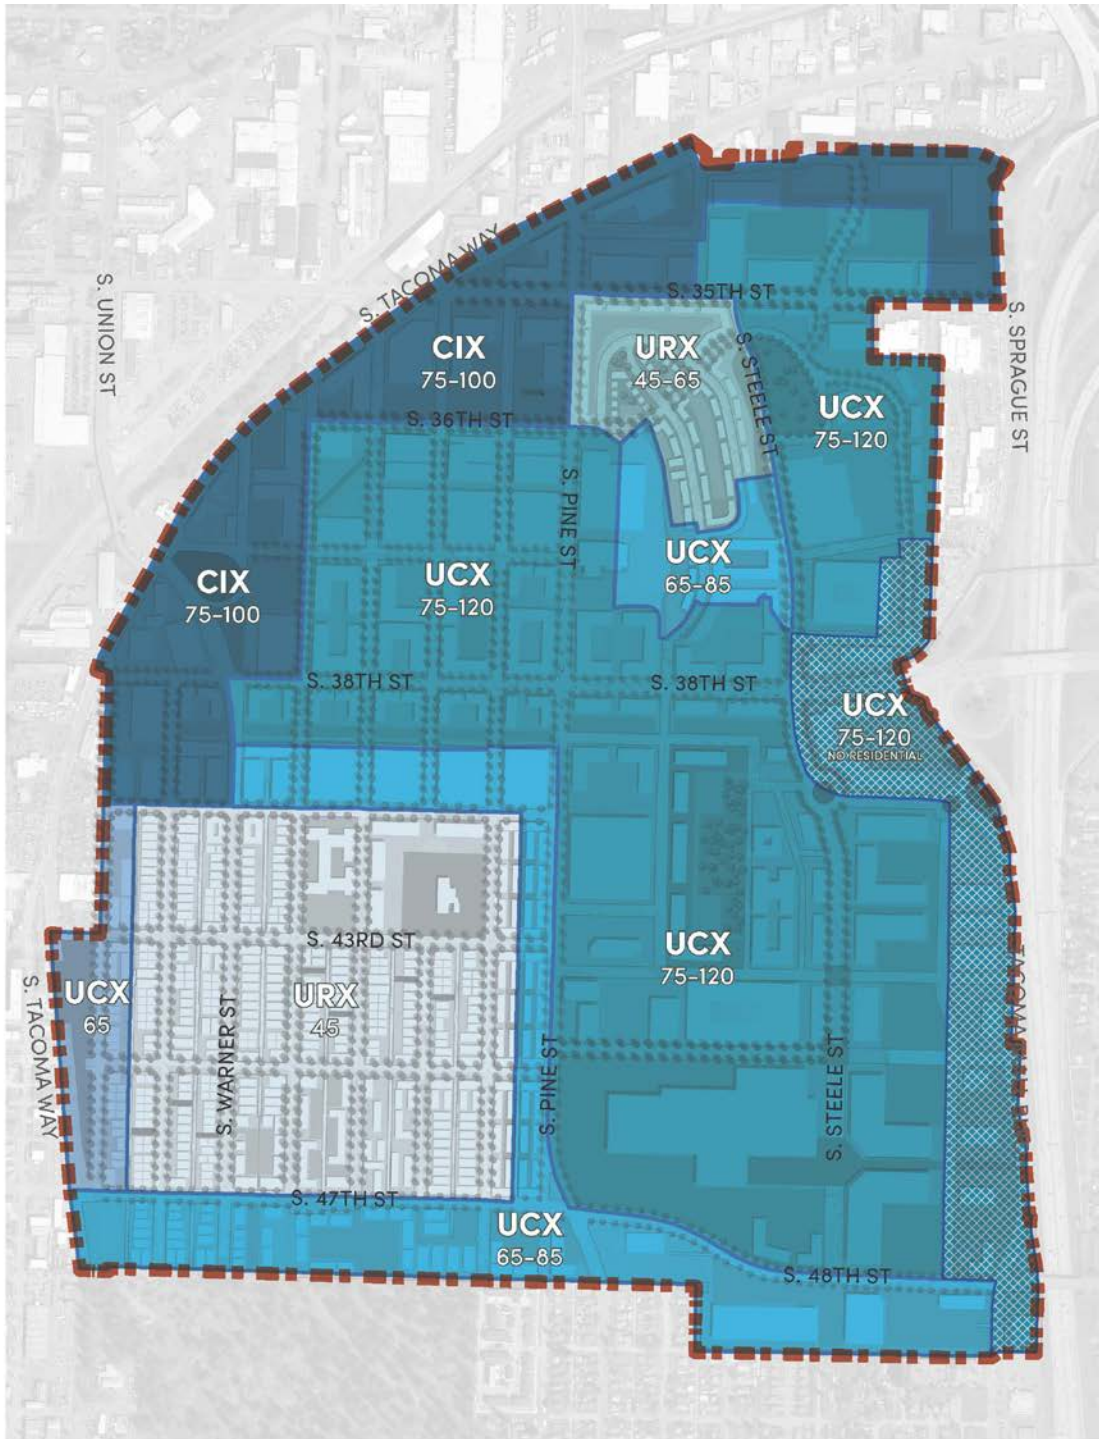 S. TACOMA WAY
S. UNION ST
S. 35TH ST
S. SPRAGUE ST
CIX
75-100
URX
45-65
S. STEELE ST
UCX
75-120
S. 36TH ST
S. PINE ST
UCX
65-85
CIX
75-100
UCX
75-120
S. 38TH ST
S. 38TH ST
UCX
75-120
NO RESIDENTIAL
S. 43RD ST
UCX
75-120
UCX
65
URX
45
S. TACOMA WAY
S. WARNER ST
S. PINE ST
S. STEELE ST
TACOMA
S. 47TH ST
UCX
65-85
S. 48TH ST